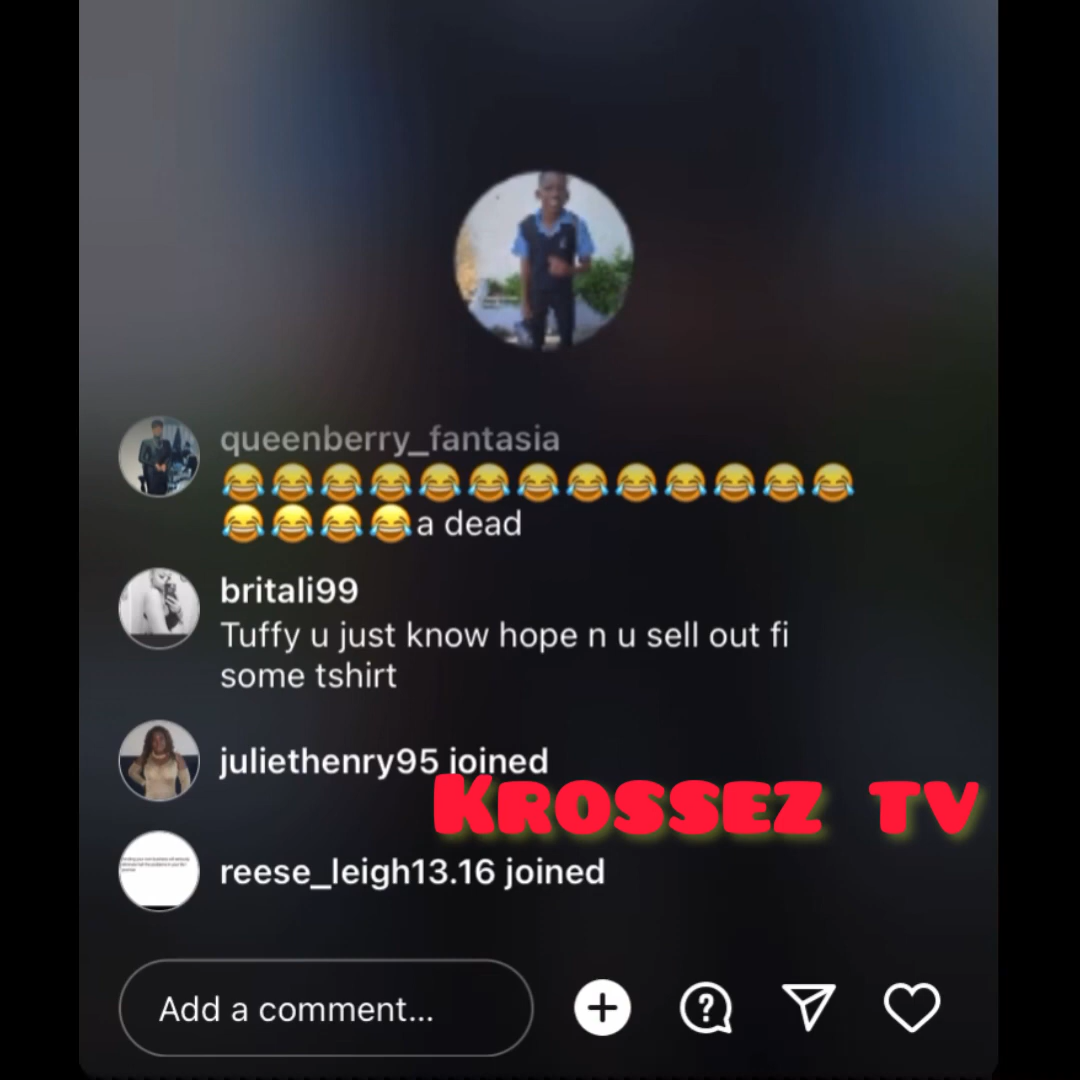 queenberry_fantasia
😂😂😂😂😂😂😂😂😂😂😂😂😂
😂😂😂😂a dead
britali99
Tuffy u just know hope n u sell out fi
some tshirt
juliethenry95 joined
KROSSEZ TV
reese_leigh13.16 joined
Add a comment...